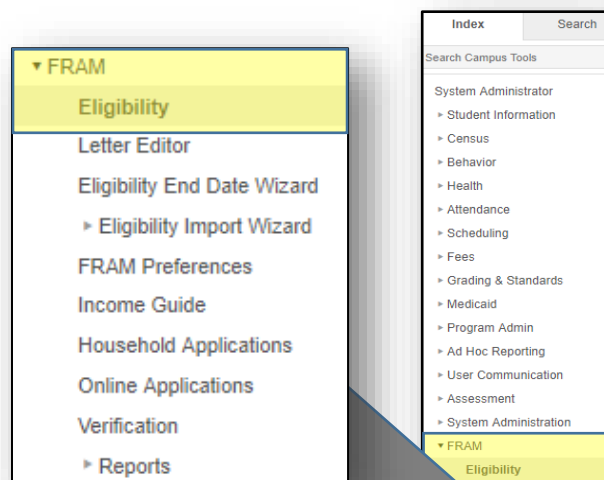 FRAM
Eligibility
Letter Editor
Eligibility End Date Wizard
Eligibility Import Wizard
FRAM Preferences
Income Guide
Household Applications
Online Applications
Verification
Reports
Index Search
Search Campus Tools
System Administrator
Student Information
Census
Behavior
Health
Attendance
Scheduling
Fees
Grading & Standards
Medicaid
Program Admin
Ad Hoc Reporting
User Communication
Assessment
System Administration
FRAM
Eligibility